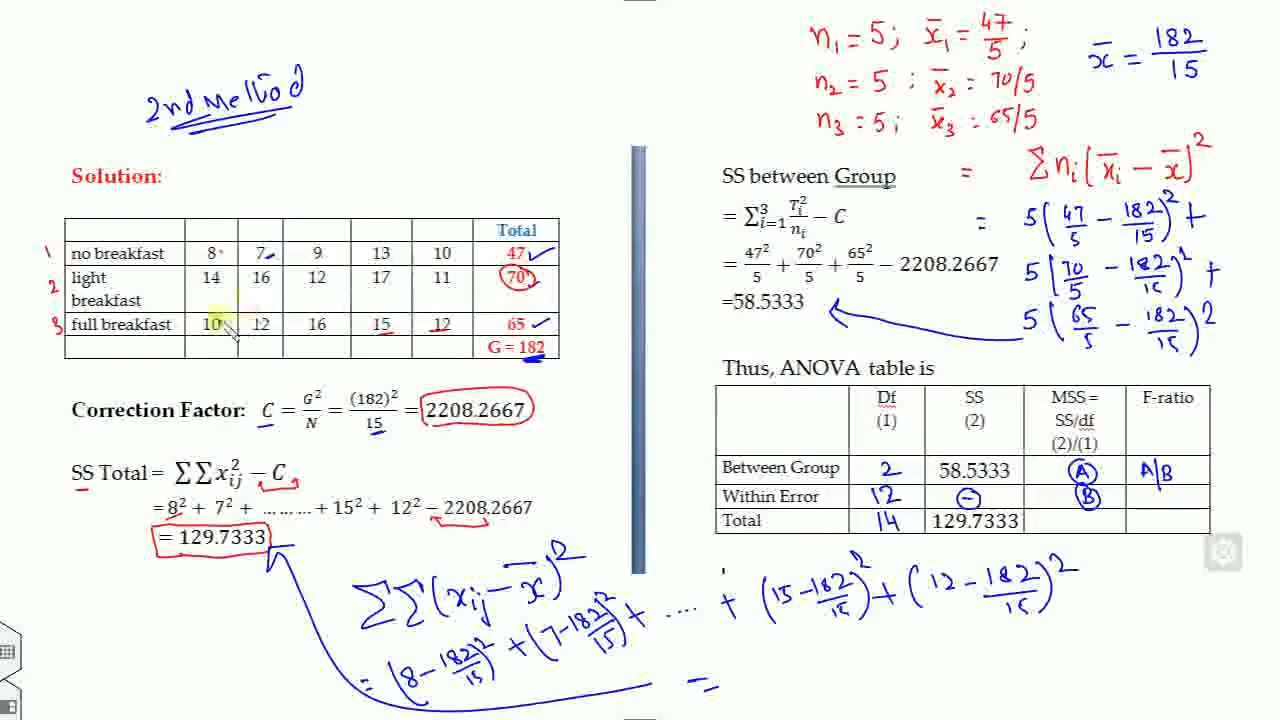 2nd Method
Solution:
Total
1 no breakfast 8 7 9 13 10 47
2 light breakfast 14 16 12 17 11 70
3 full breakfast 10 12 16 15 12 65
G = 182
Correction Factor: C = G²/N = (182)²/15 = 2208.2667
SS Total = ∑∑x²ᵢⱼ − C
= 8² + 7² + ……… + 15² + 12² − 2208.2667
= 129.7333
∑∑(xᵢⱼ − x̄)²
= (8 − 182/15)² + (7 − 182/15)² + .... + (15 − 182/15)² + (12 − 182/15)²
=
n₁ = 5; x̄₁ = 47/5;
n₂ = 5; x̄₂ = 70/5
n₃ = 5; x̄₃ = 65/5
x̄ = 182/15
SS between Group = ∑nᵢ(x̄ᵢ − x̄)²
= ∑³ᵢ₌₁ Tᵢ²/nᵢ − C
= 47²/5 + 70²/5 + 65²/5 − 2208.2667
=58.5333
= 5(47/5 − 182/15)² +
5(70/5 − 182/15)² +
5(65/5 − 182/15)²
Thus, ANOVA table is
Df (1) SS (2) MSS = SS/df (2)/(1) F-ratio
Between Group 2 58.5333 A A/B
Within Error 12 − B
Total 14 129.7333